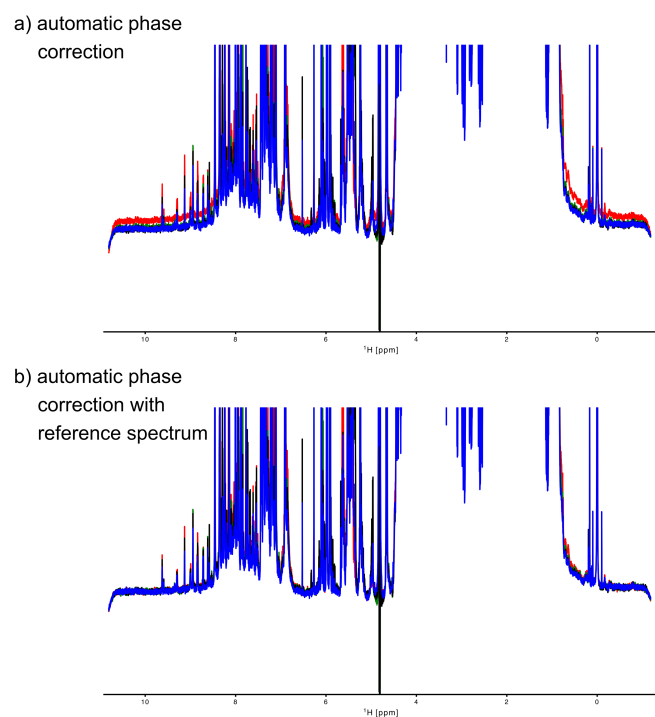 a) automatic phase
correction
10 8 6 4 2 0
¹H [ppm]
b) automatic phase
correction with
reference spectrum
10 8 6 4 2 0
¹H [ppm]